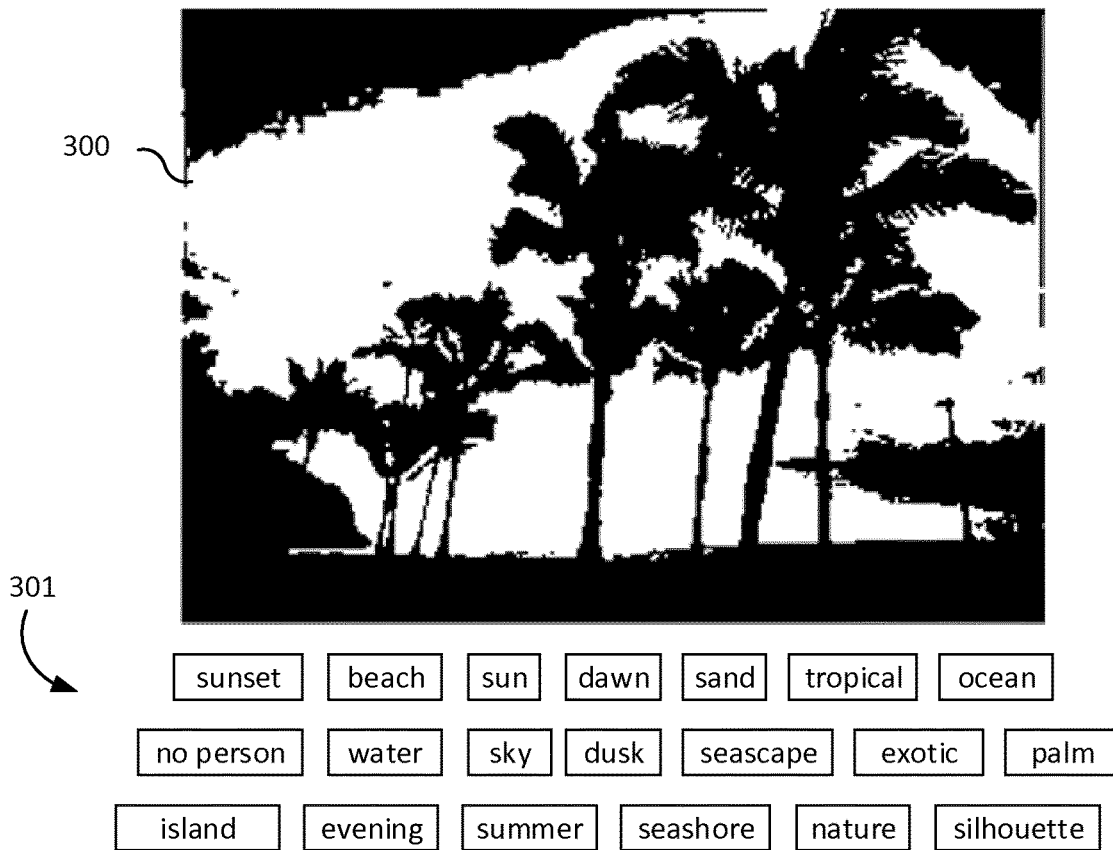 300
301
sunset beach sun dawn sand tropical ocean
no person water sky dusk seascape exotic palm
island evening summer seashore nature silhouette